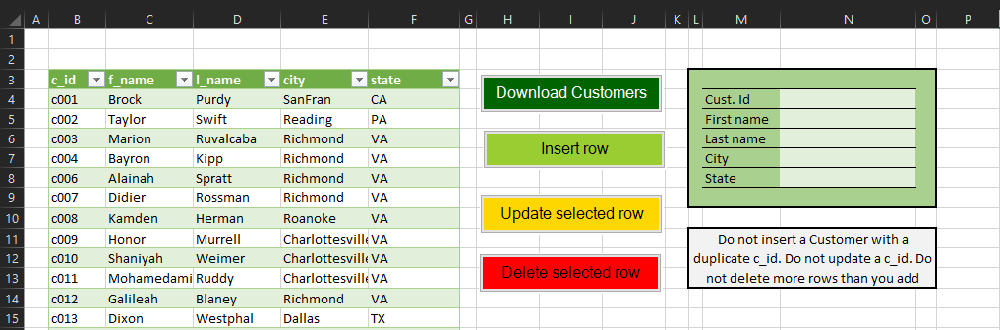 A B C D E F G H I J K L M N O P
1
2
3 c_id f_name l_name city state
4 c001 Brock Purdy SanFran CA
5 c002 Taylor Swift Reading PA
6 c003 Marion Ruvalcaba Richmond VA
7 c004 Bayron Kipp Richmond VA
8 c006 Alainah Spratt Richmond VA
9 c007 Didier Rossman Richmond VA
10 c008 Kamden Herman Roanoke VA
11 c009 Honor Murrell Charlottesville VA
12 c010 Shaniyah Weimer Charlottesville VA
13 c011 Mohamedami Ruddy Charlottesville VA
14 c012 Galileah Blaney Richmond VA
15 c013 Dixon Westphal Dallas TX
Download Customers
Insert row
Update selected row
Delete selected row
Cust. Id
First name
Last name
City
State
Do not insert a Customer with a
duplicate c_id. Do not update a c_id. Do
not delete more rows than you add